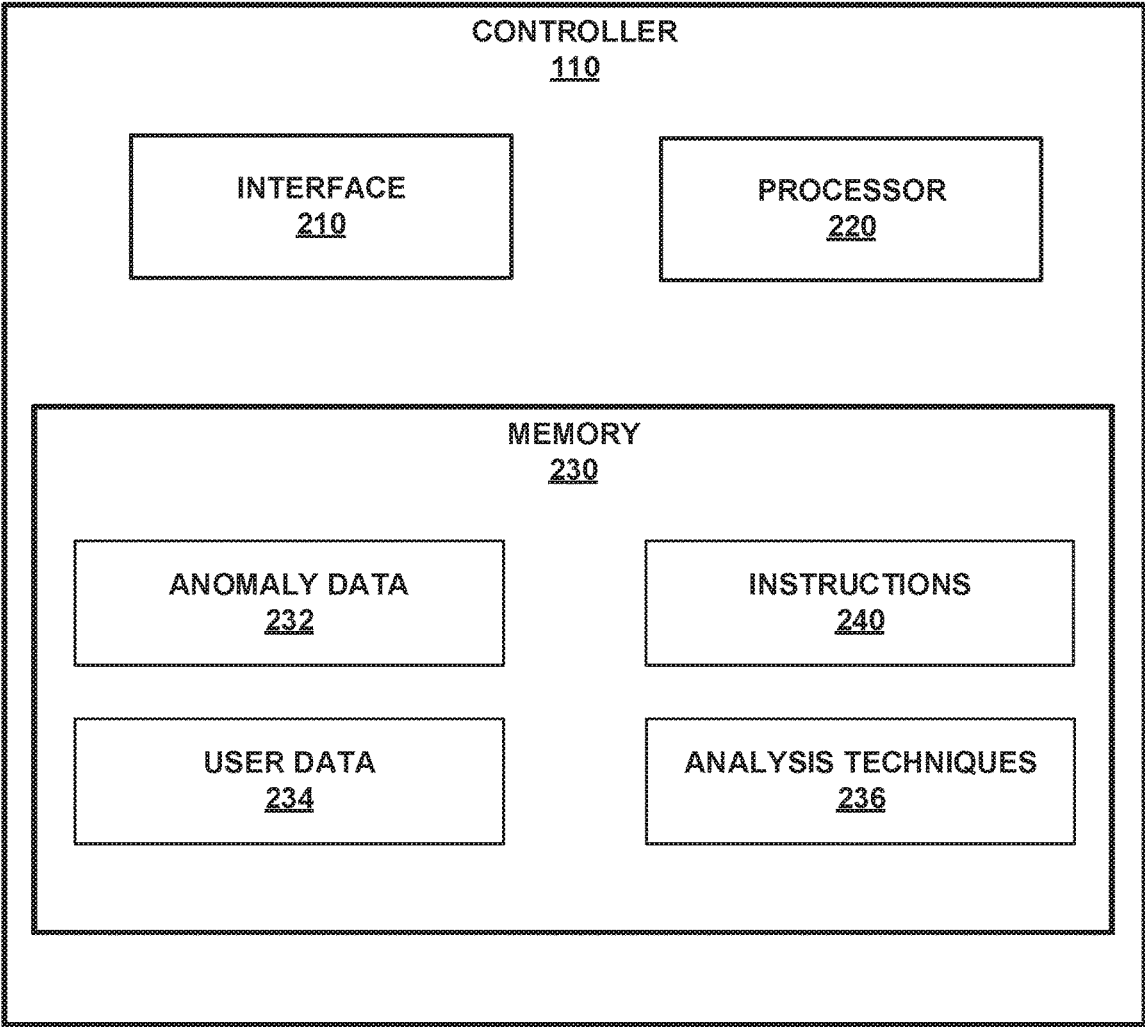 CONTROLLER
110
INTERFACE
210
PROCESSOR
220
MEMORY
230
ANOMALY DATA
232
INSTRUCTIONS
240
USER DATA
234
ANALYSIS TECHNIQUES
236